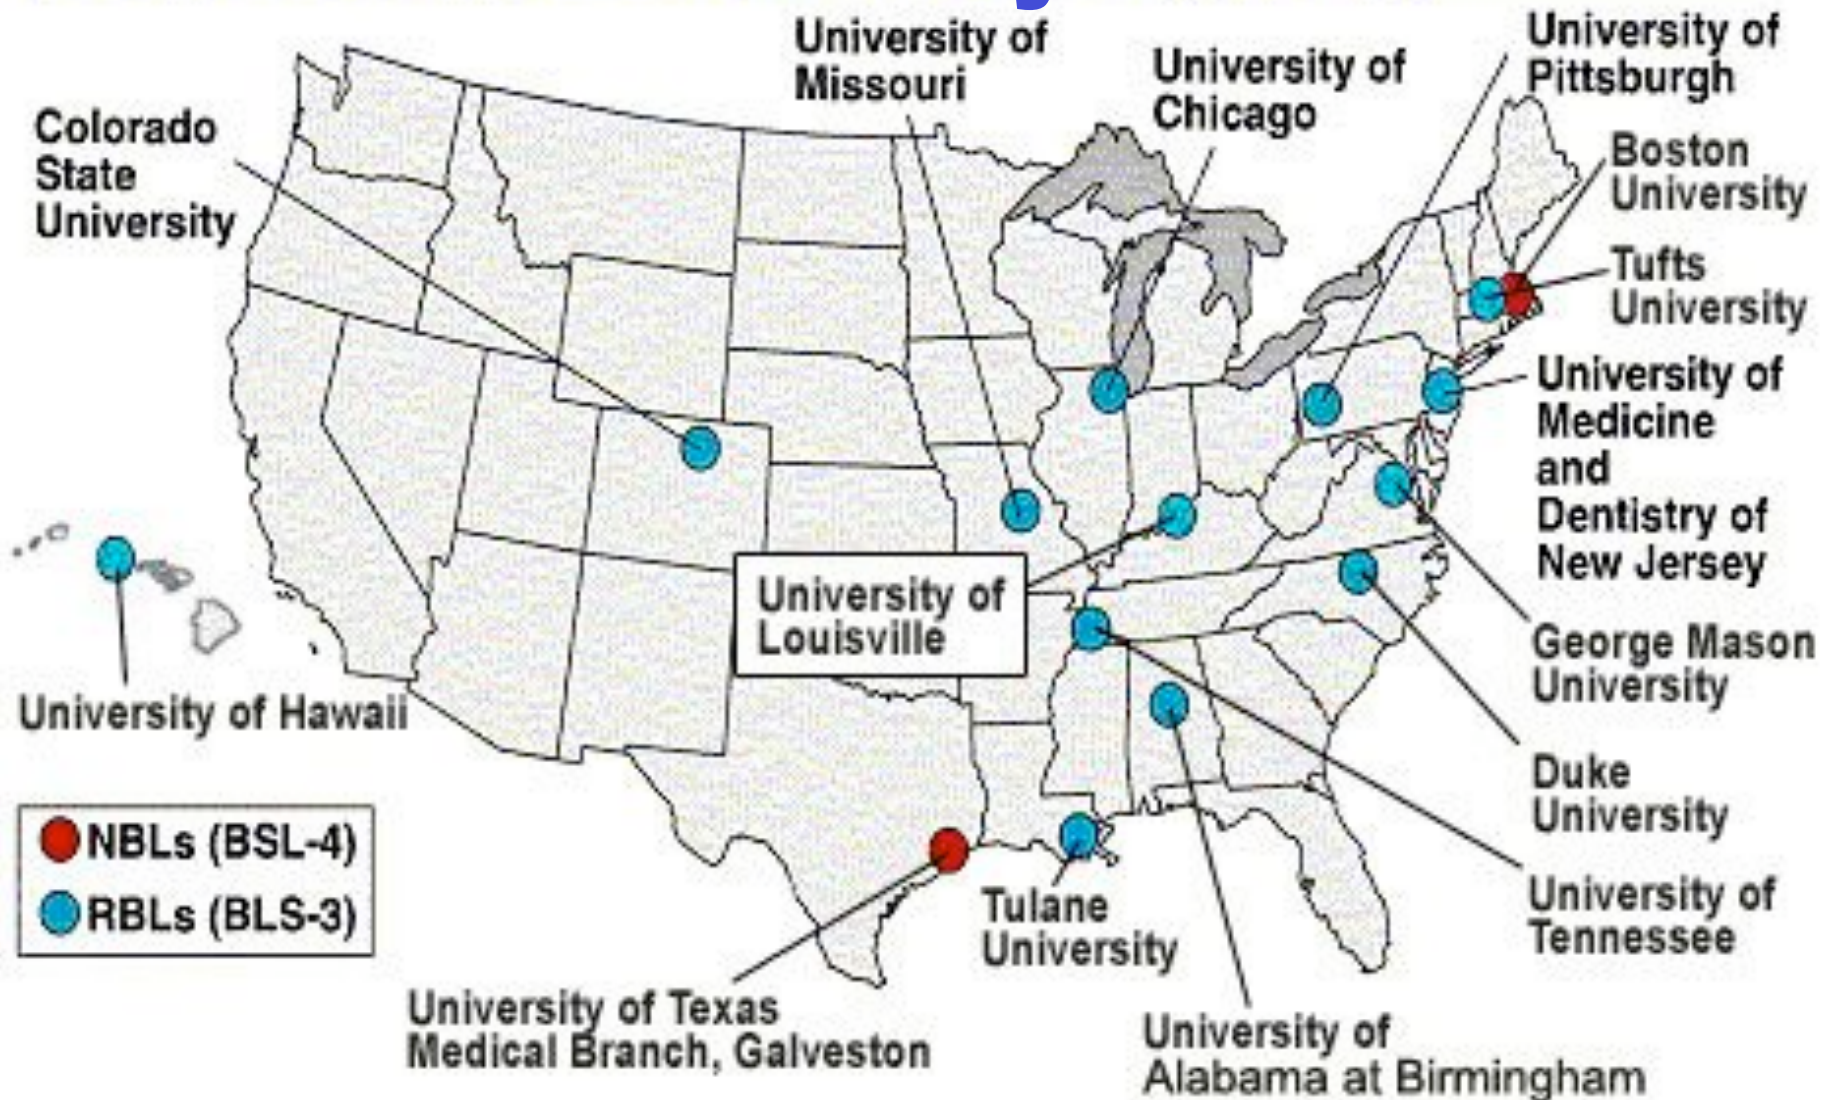 University of
Missouri
University of
Chicago
University of
Pittsburgh
Colorado
State
University
Boston
University
Tufts
University
University of
Medicine
and
Dentistry of
New Jersey
University of
Louisville
George Mason
University
University of Hawaii
Duke
University
NBLs (BSL-4)
RBLs (BLS-3)
Tulane
University
University of
Tennessee
University of Texas
Medical Branch, Galveston
University of
Alabama at Birmingham